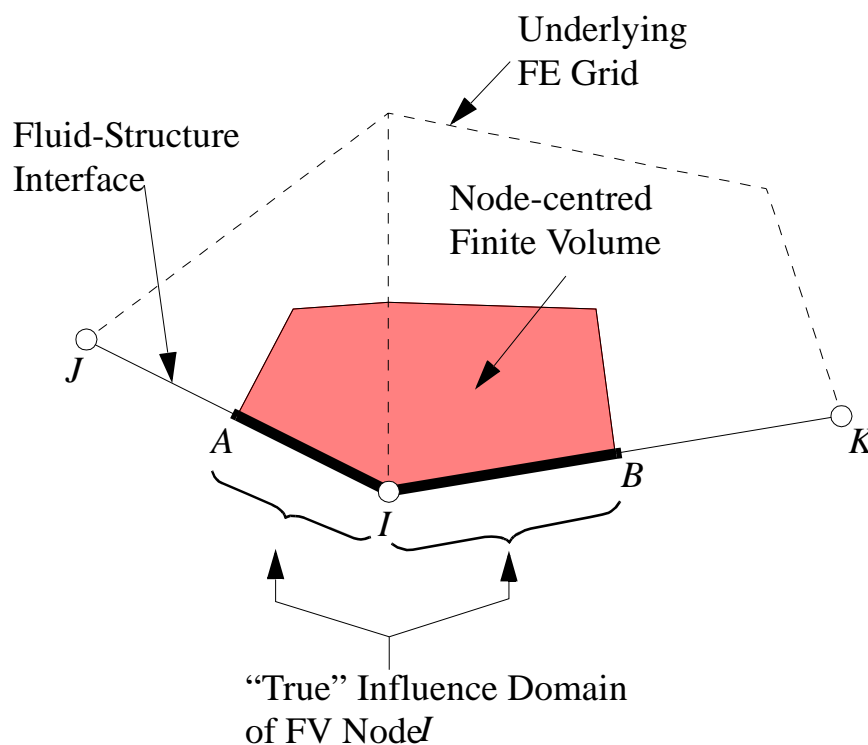 Underlying
FE Grid
Fluid-Structure
Interface
Node-centred
Finite Volume
J
A
K
B
I
“True” Influence Domain
of FV Node I